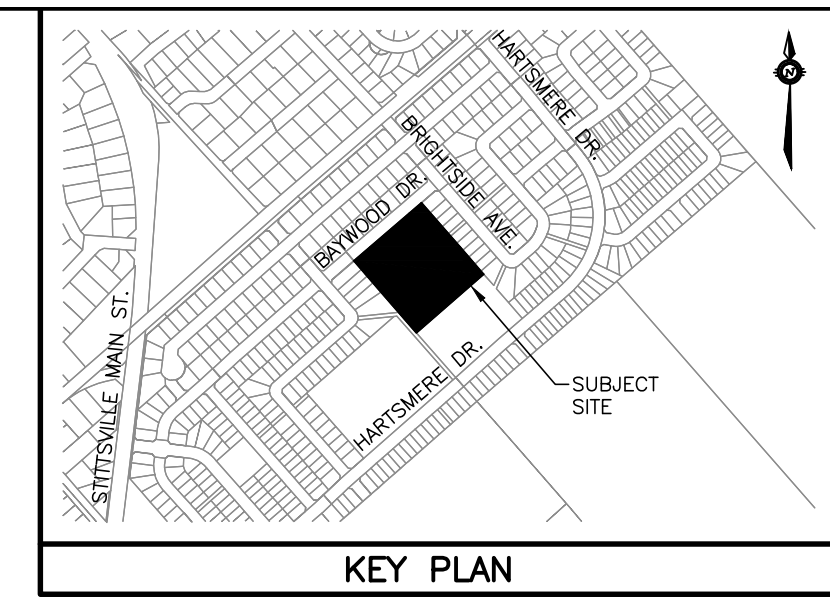 HARTSMERE DR.
N
BRIGHTSIDE AVE.
BAYWOOD DR.
STITTSVILLE MAIN ST.
HARTSMERE DR.
SUBJECT
SITE
KEY PLAN